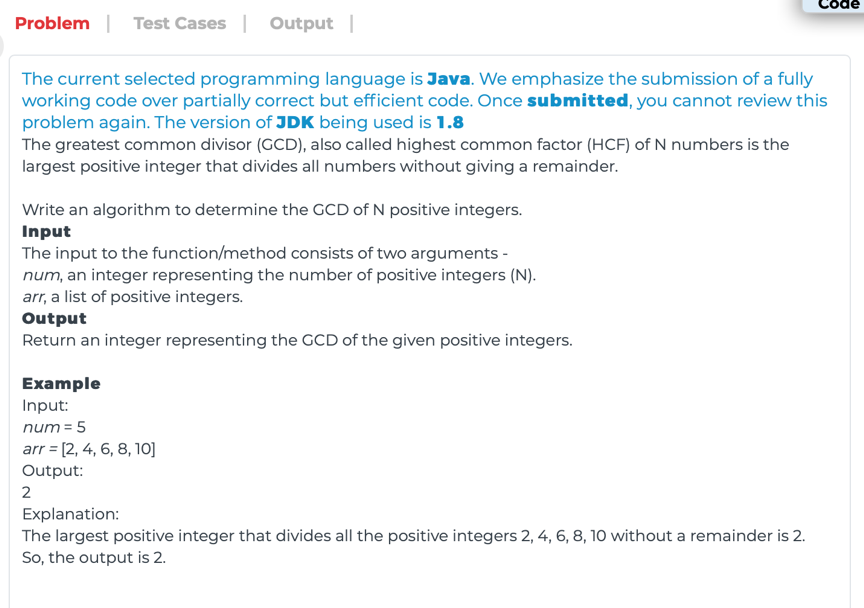 Code
Problem | Test Cases | Output |
The current selected programming language is Java. We emphasize the submission of a fully
working code over partially correct but efficient code. Once submitted, you cannot review this
problem again. The version of JDK being used is 1.8
The greatest common divisor (GCD), also called highest common factor (HCF) of N numbers is the
largest positive integer that divides all numbers without giving a remainder.
Write an algorithm to determine the GCD of N positive integers.
Input
The input to the function/method consists of two arguments -
num, an integer representing the number of positive integers (N).
arr, a list of positive integers.
Output
Return an integer representing the GCD of the given positive integers.
Example
Input:
num = 5
arr = [2, 4, 6, 8, 10]
Output:
2
Explanation:
The largest positive integer that divides all the positive integers 2, 4, 6, 8, 10 without a remainder is 2.
So, the output is 2.